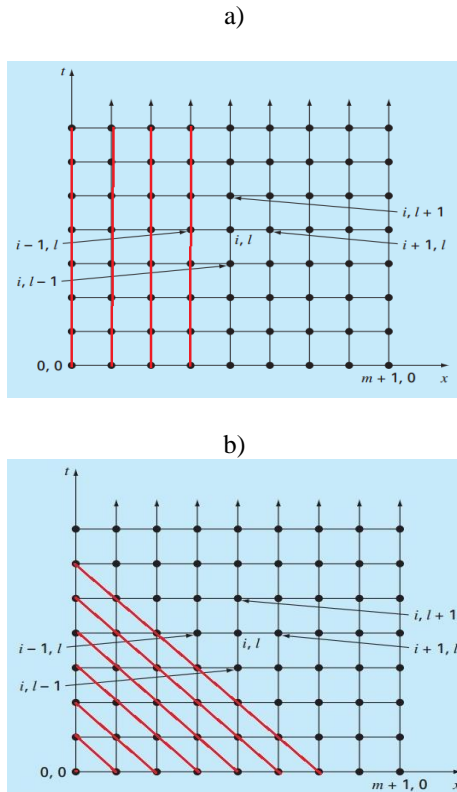 a)
t
i, l + 1
i − 1, l
i, l
i + 1, l
i, l − 1
0, 0
m + 1, 0
x
b)
t
i, l + 1
i − 1, l
i, l
i + 1, l
i, l − 1
0, 0
m + 1, 0
x